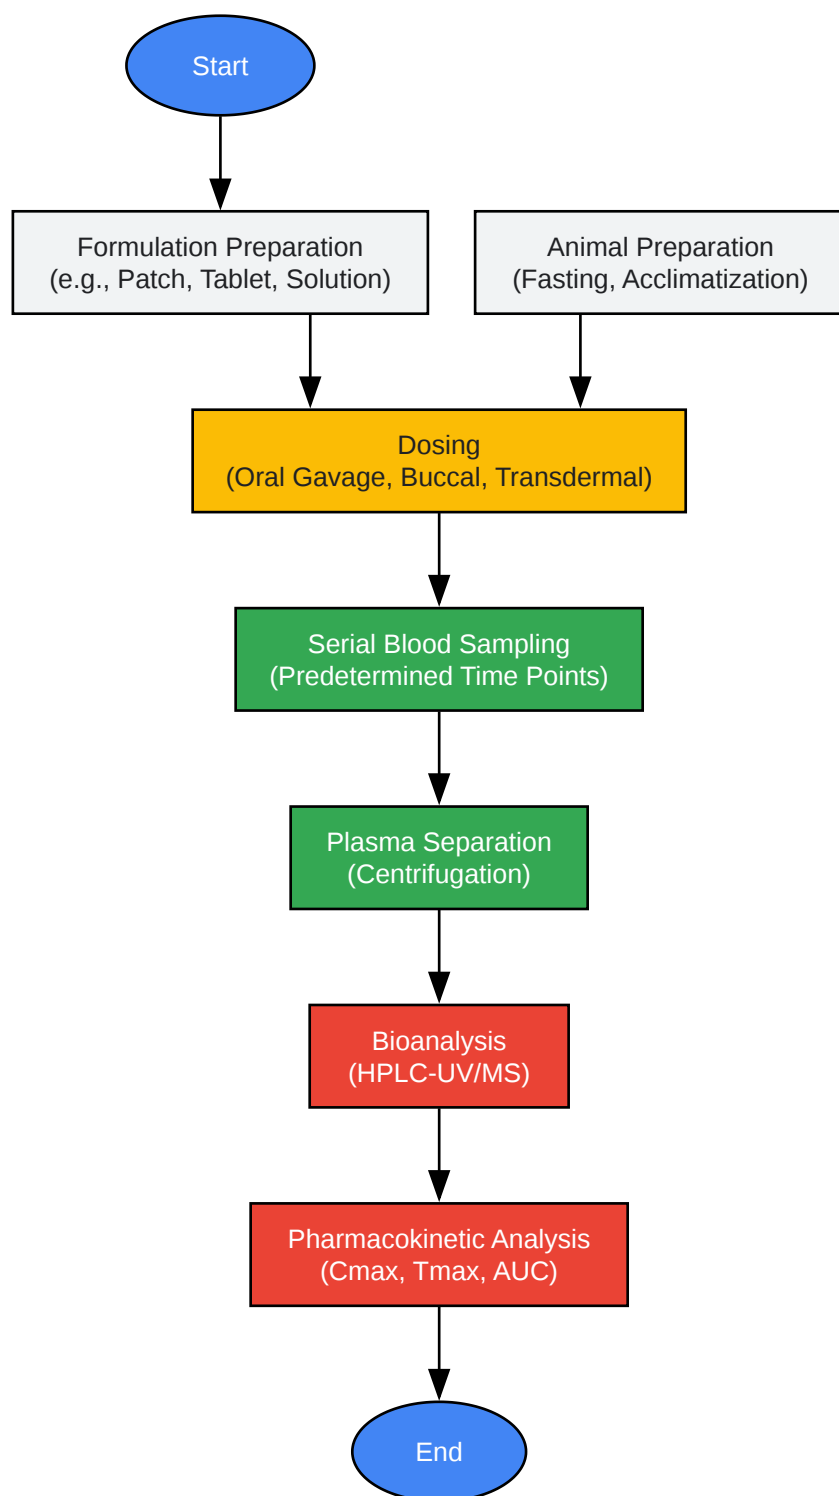 Start
Formulation Preparation
(e.g., Patch, Tablet, Solution)
Animal Preparation
(Fasting, Acclimatization)
Dosing
(Oral Gavage, Buccal, Transdermal)
Serial Blood Sampling
(Predetermined Time Points)
Plasma Separation
(Centrifugation)
Bioanalysis
(HPLC-UV/MS)
Pharmacokinetic Analysis
(Cmax, Tmax, AUC)
End